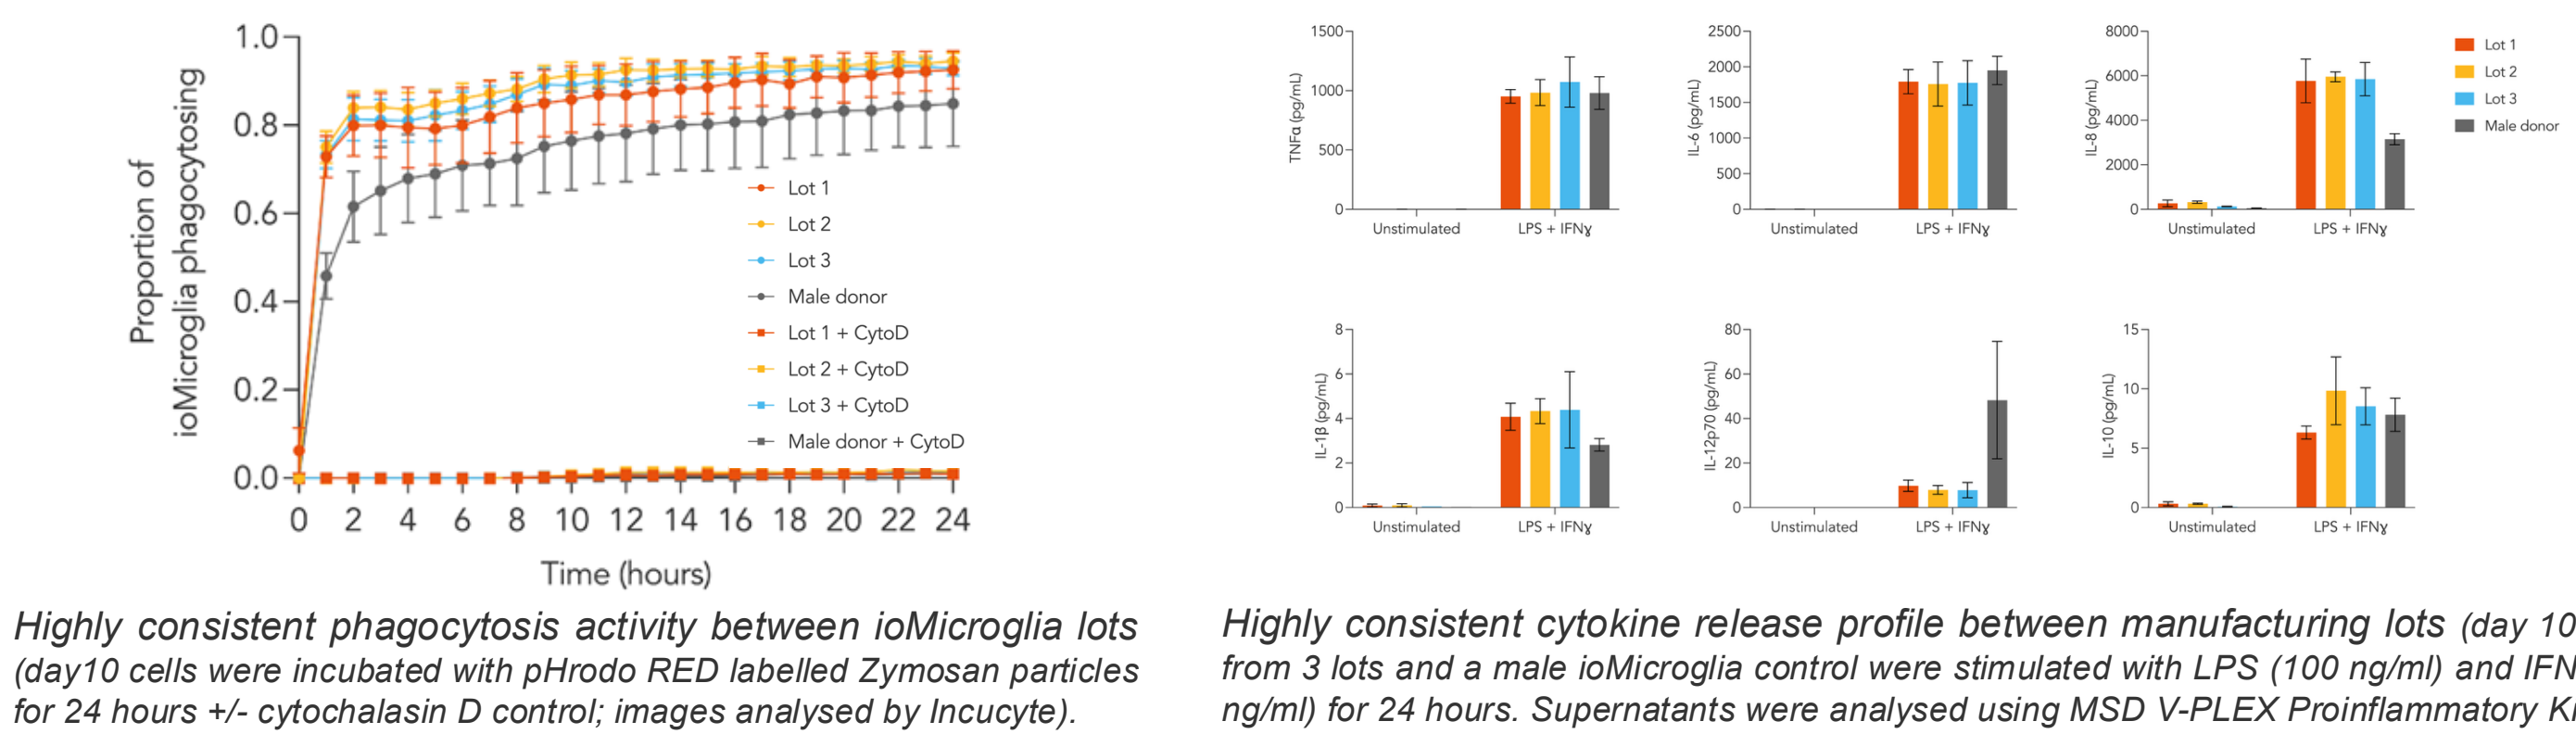 1.0
0.8
0.6
0.4
0.2
0.0
Proportion of
ioMicroglia phagocytosing
Lot 1
Lot 2
Lot 3
Male donor
Lot 1 + CytoD
Lot 2 + CytoD
Lot 3 + CytoD
Male donor + CytoD
0 2 4 6 8 10 12 14 16 18 20 22 24
Time (hours)
Highly consistent phagocytosis activity between ioMicroglia lots
(day10 cells were incubated with pHrodo RED labelled Zymosan particles
for 24 hours +/- cytochalasin D control; images analysed by Incucyte).
1500
1000
500
0
TNFα (pg/mL)
Unstimulated LPS + IFNɣ
2500
2000
1500
1000
500
0
IL-6 (pg/mL)
Unstimulated LPS + IFNɣ
8000
6000
4000
2000
0
IL-8 (pg/mL)
Unstimulated LPS + IFNɣ
Lot 1
Lot 2
Lot 3
Male donor
8
6
4
2
0
IL-1β (pg/mL)
Unstimulated LPS + IFNɣ
80
60
40
20
0
IL-12p70 (pg/mL)
Unstimulated LPS + IFNɣ
15
10
5
0
IL-10 (pg/mL)
Unstimulated LPS + IFNɣ
Highly consistent cytokine release profile between manufacturing lots (day 10
from 3 lots and a male ioMicroglia control were stimulated with LPS (100 ng/ml) and IFN
ng/ml) for 24 hours. Supernatants were analysed using MSD V-PLEX Proinflammatory